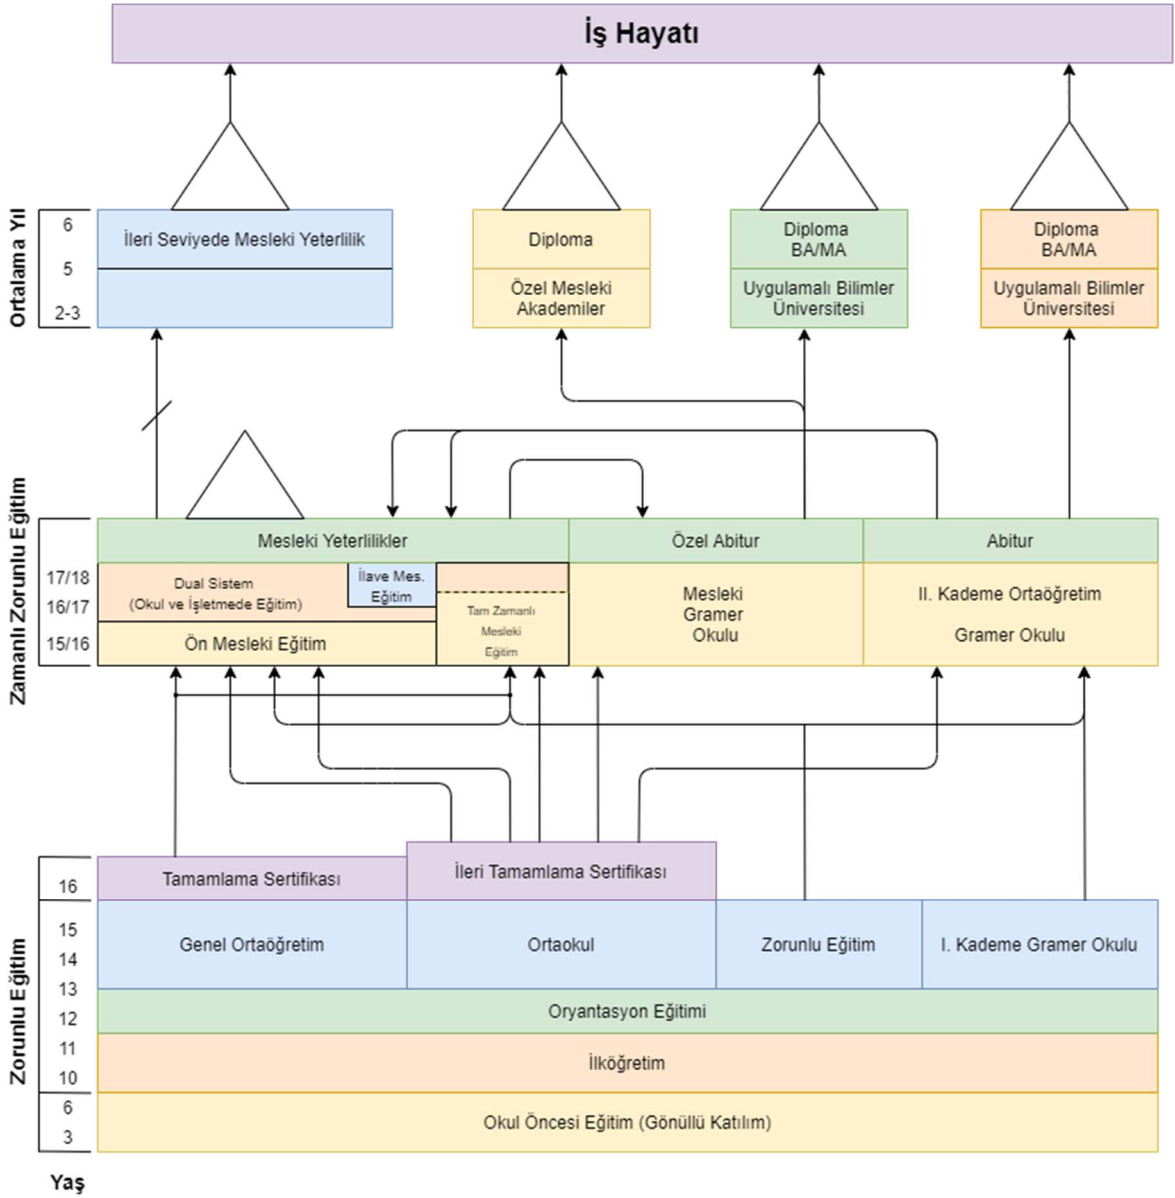 İş Hayatı
Ortalama Yıl
6
5
2-3
İleri Seviyede Mesleki Yeterlilik
Diploma
Özel Mesleki
Akademiler
Diploma
BA/MA
Uygulamalı Bilimler
Üniversitesi
Diploma
BA/MA
Uygulamalı Bilimler
Üniversitesi
Zamanlı Zorunlu Eğitim
17/18
16/17
15/16
Mesleki Yeterlilikler
Özel Abitur
Abitur
Dual Sistem
(Okul ve İşletmede Eğitim)
İlave Mes.
Eğitim
Ön Mesleki Eğitim
Tam Zamanlı
Mesleki
Eğitim
Mesleki
Gramer
Okulu
II. Kademe Ortaöğretim
Gramer Okulu
Zorunlu Eğitim
16
15
14
13
12
11
10
6
3
Yaş
Tamamlama Sertifikası
İleri Tamamlama Sertifikası
Genel Ortaöğretim
Ortaokul
Zorunlu Eğitim
I. Kademe Gramer Okulu
Oryantasyon Eğitimi
İlköğretim
Okul Öncesi Eğitim (Gönüllü Katılım)